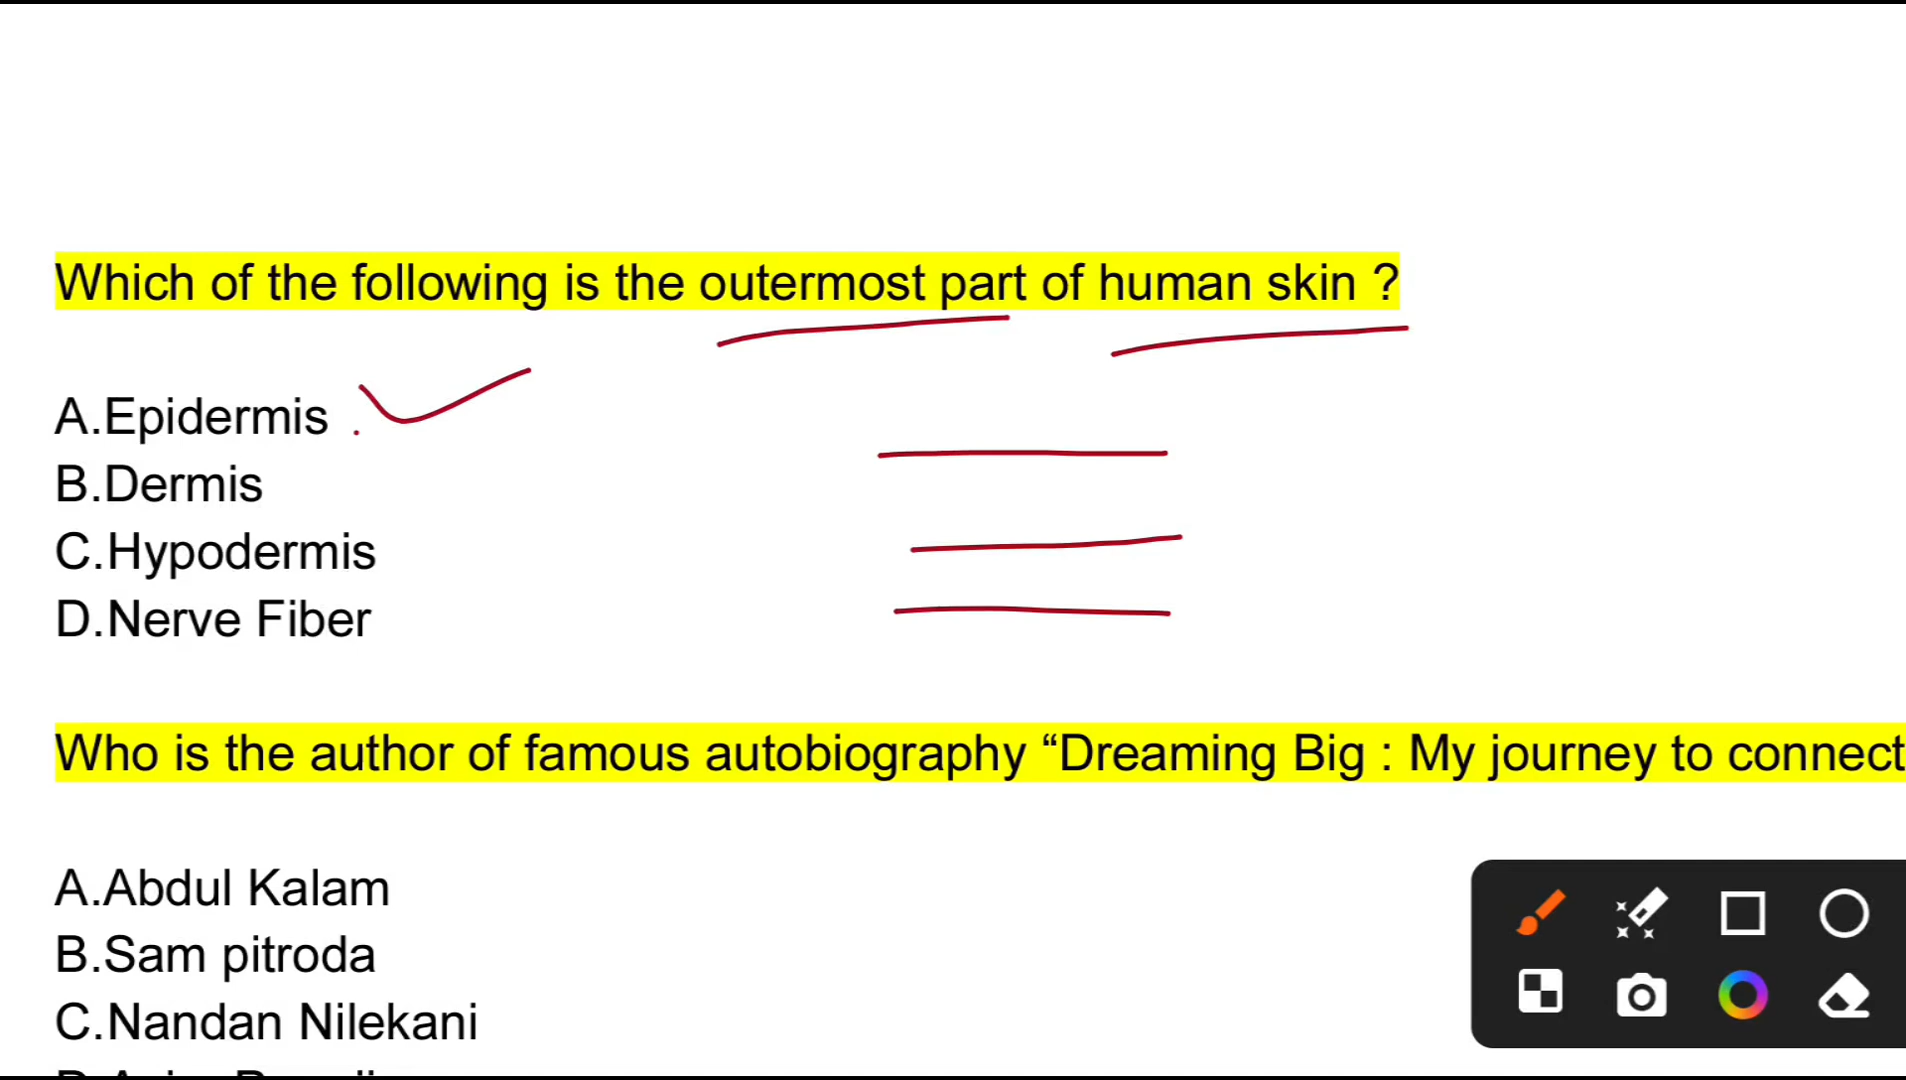 Which of the following is the outermost part of human skin ?
A.Epidermis
B.Dermis
C.Hypodermis
D.Nerve Fiber
Who is the author of famous autobiography “Dreaming Big : My journey to connect
A.Abdul Kalam
B.Sam pitroda
C.Nandan Nilekani